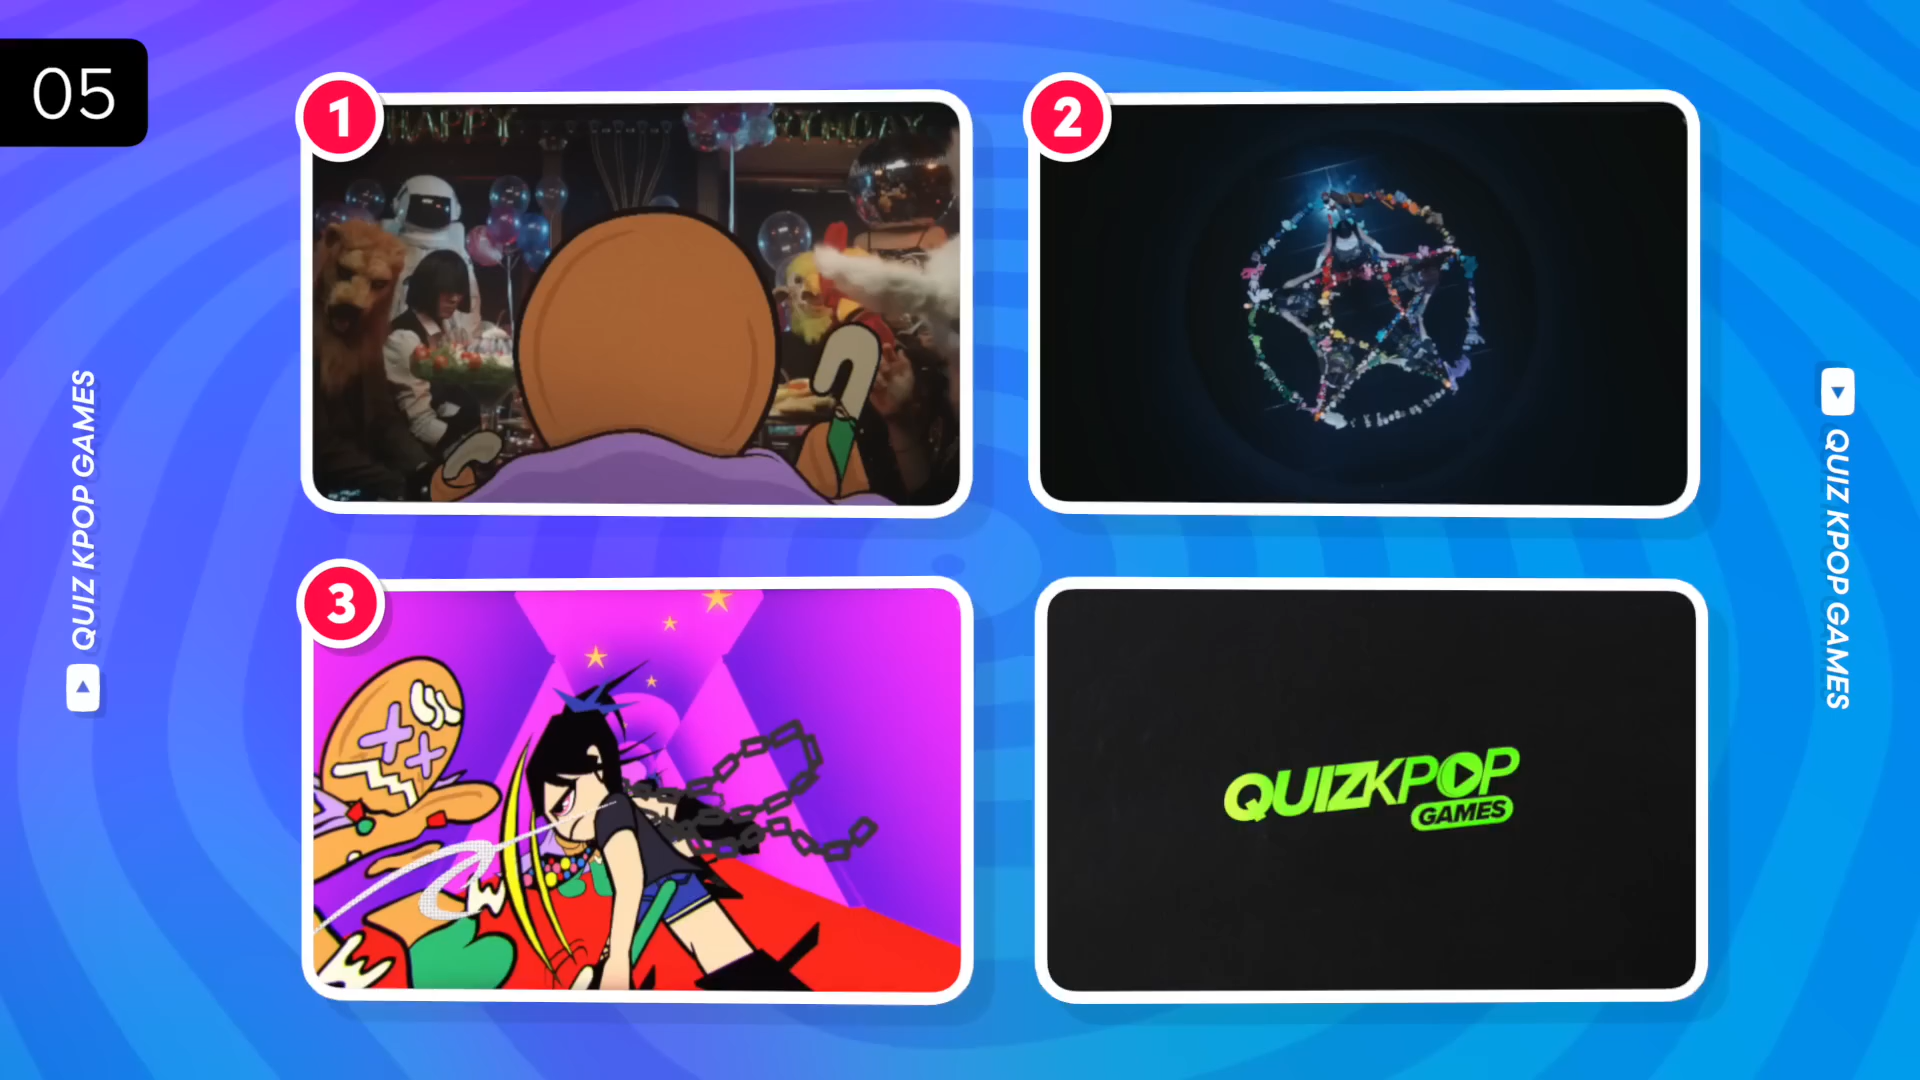 05
1
HAPPY
2
3
QUIZ KPOP GAMES
QUIZ KPOP GAMES
QUIZKPOP
GAMES